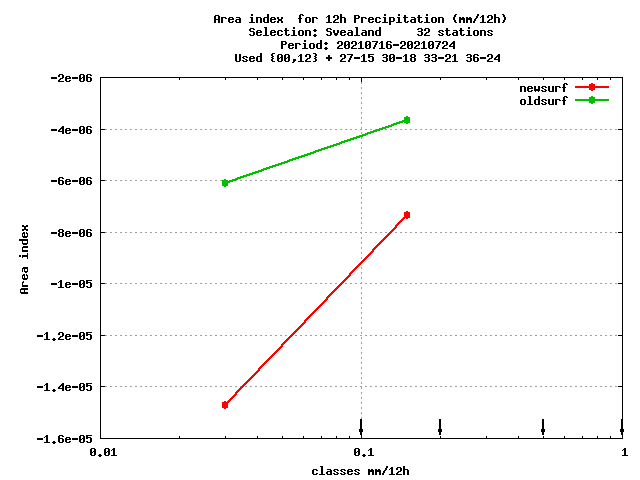 Area index  for 12h Precipitation (mm/12h)
Selection: Svealand     32 stations
Period: 20210716-20210724
Used {00,12} + 27-15 30-18 33-21 36-24
newsurf
oldsurf
-2e-06
-4e-06
-6e-06
-8e-06
-1e-05
-1.2e-05
-1.4e-05
-1.6e-05
Area index
0.01
0.1
1
classes mm/12h